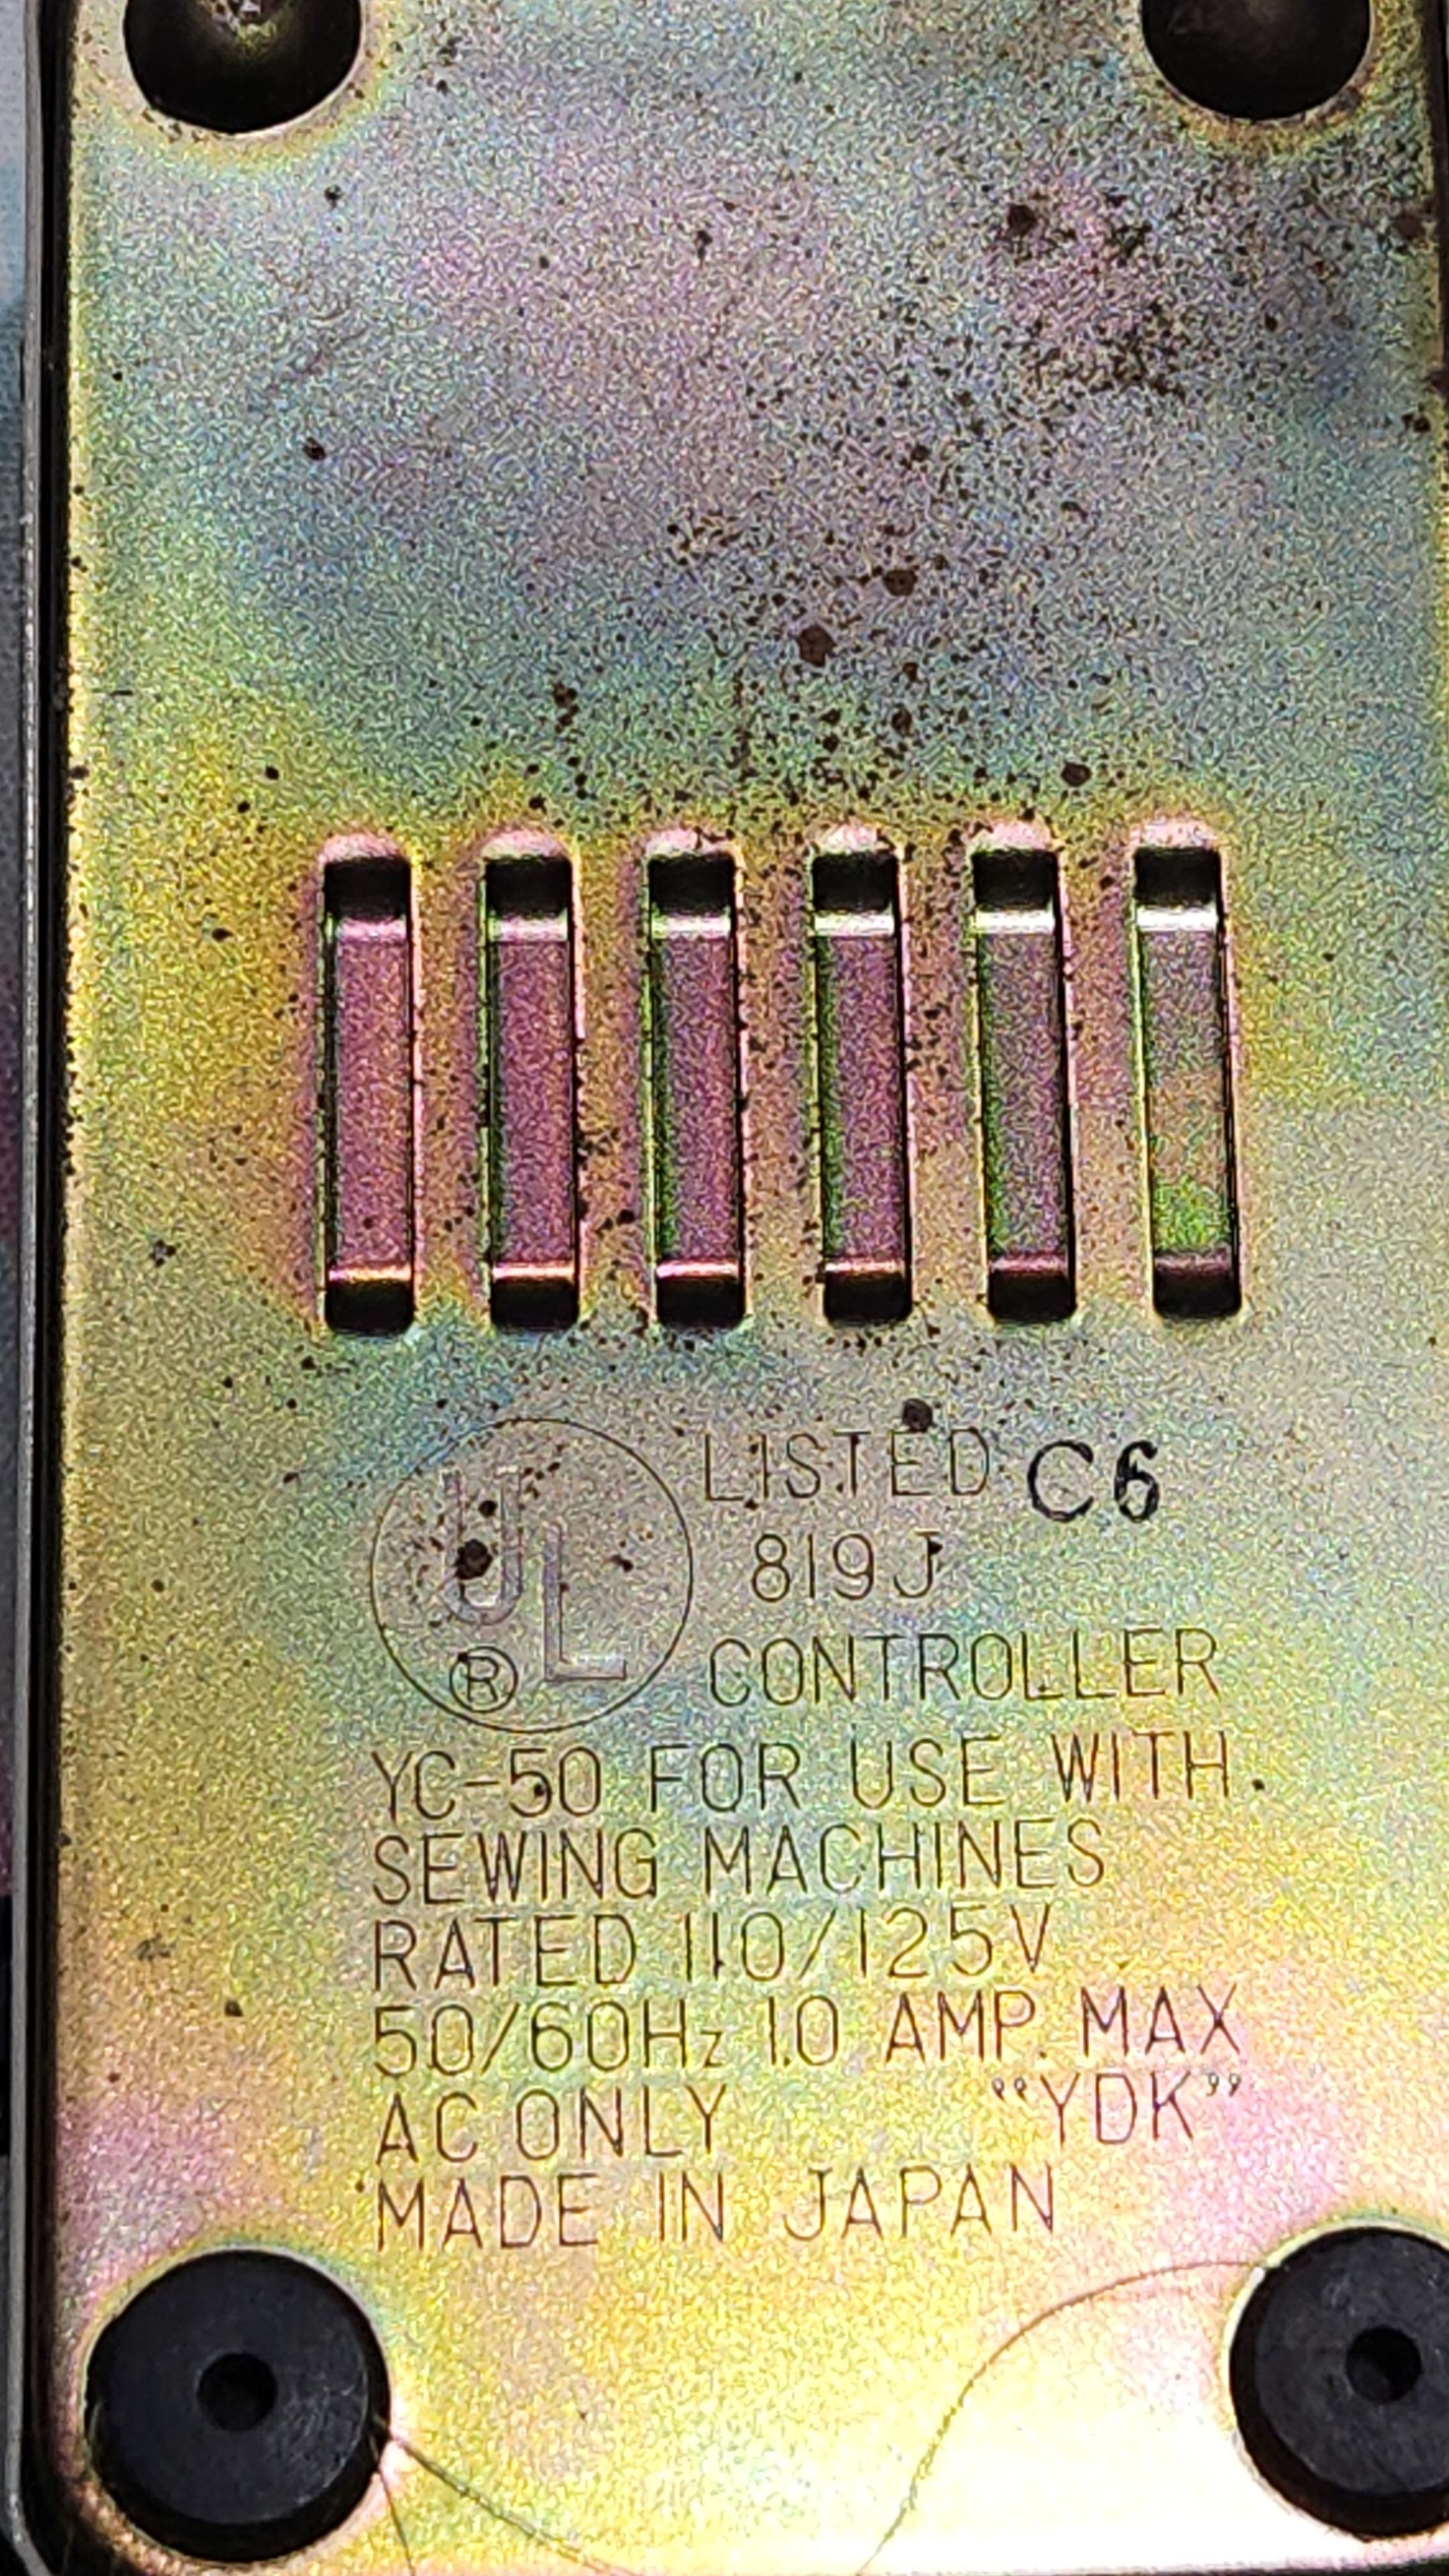 UL ® LISTED C6
819J
CONTROLLER
YC-50 FOR USE WITH
SEWING MACHINES
RATED 110/125V
50/60Hz 1.0 AMP. MAX
AC ONLY "YDK"
MADE IN JAPAN